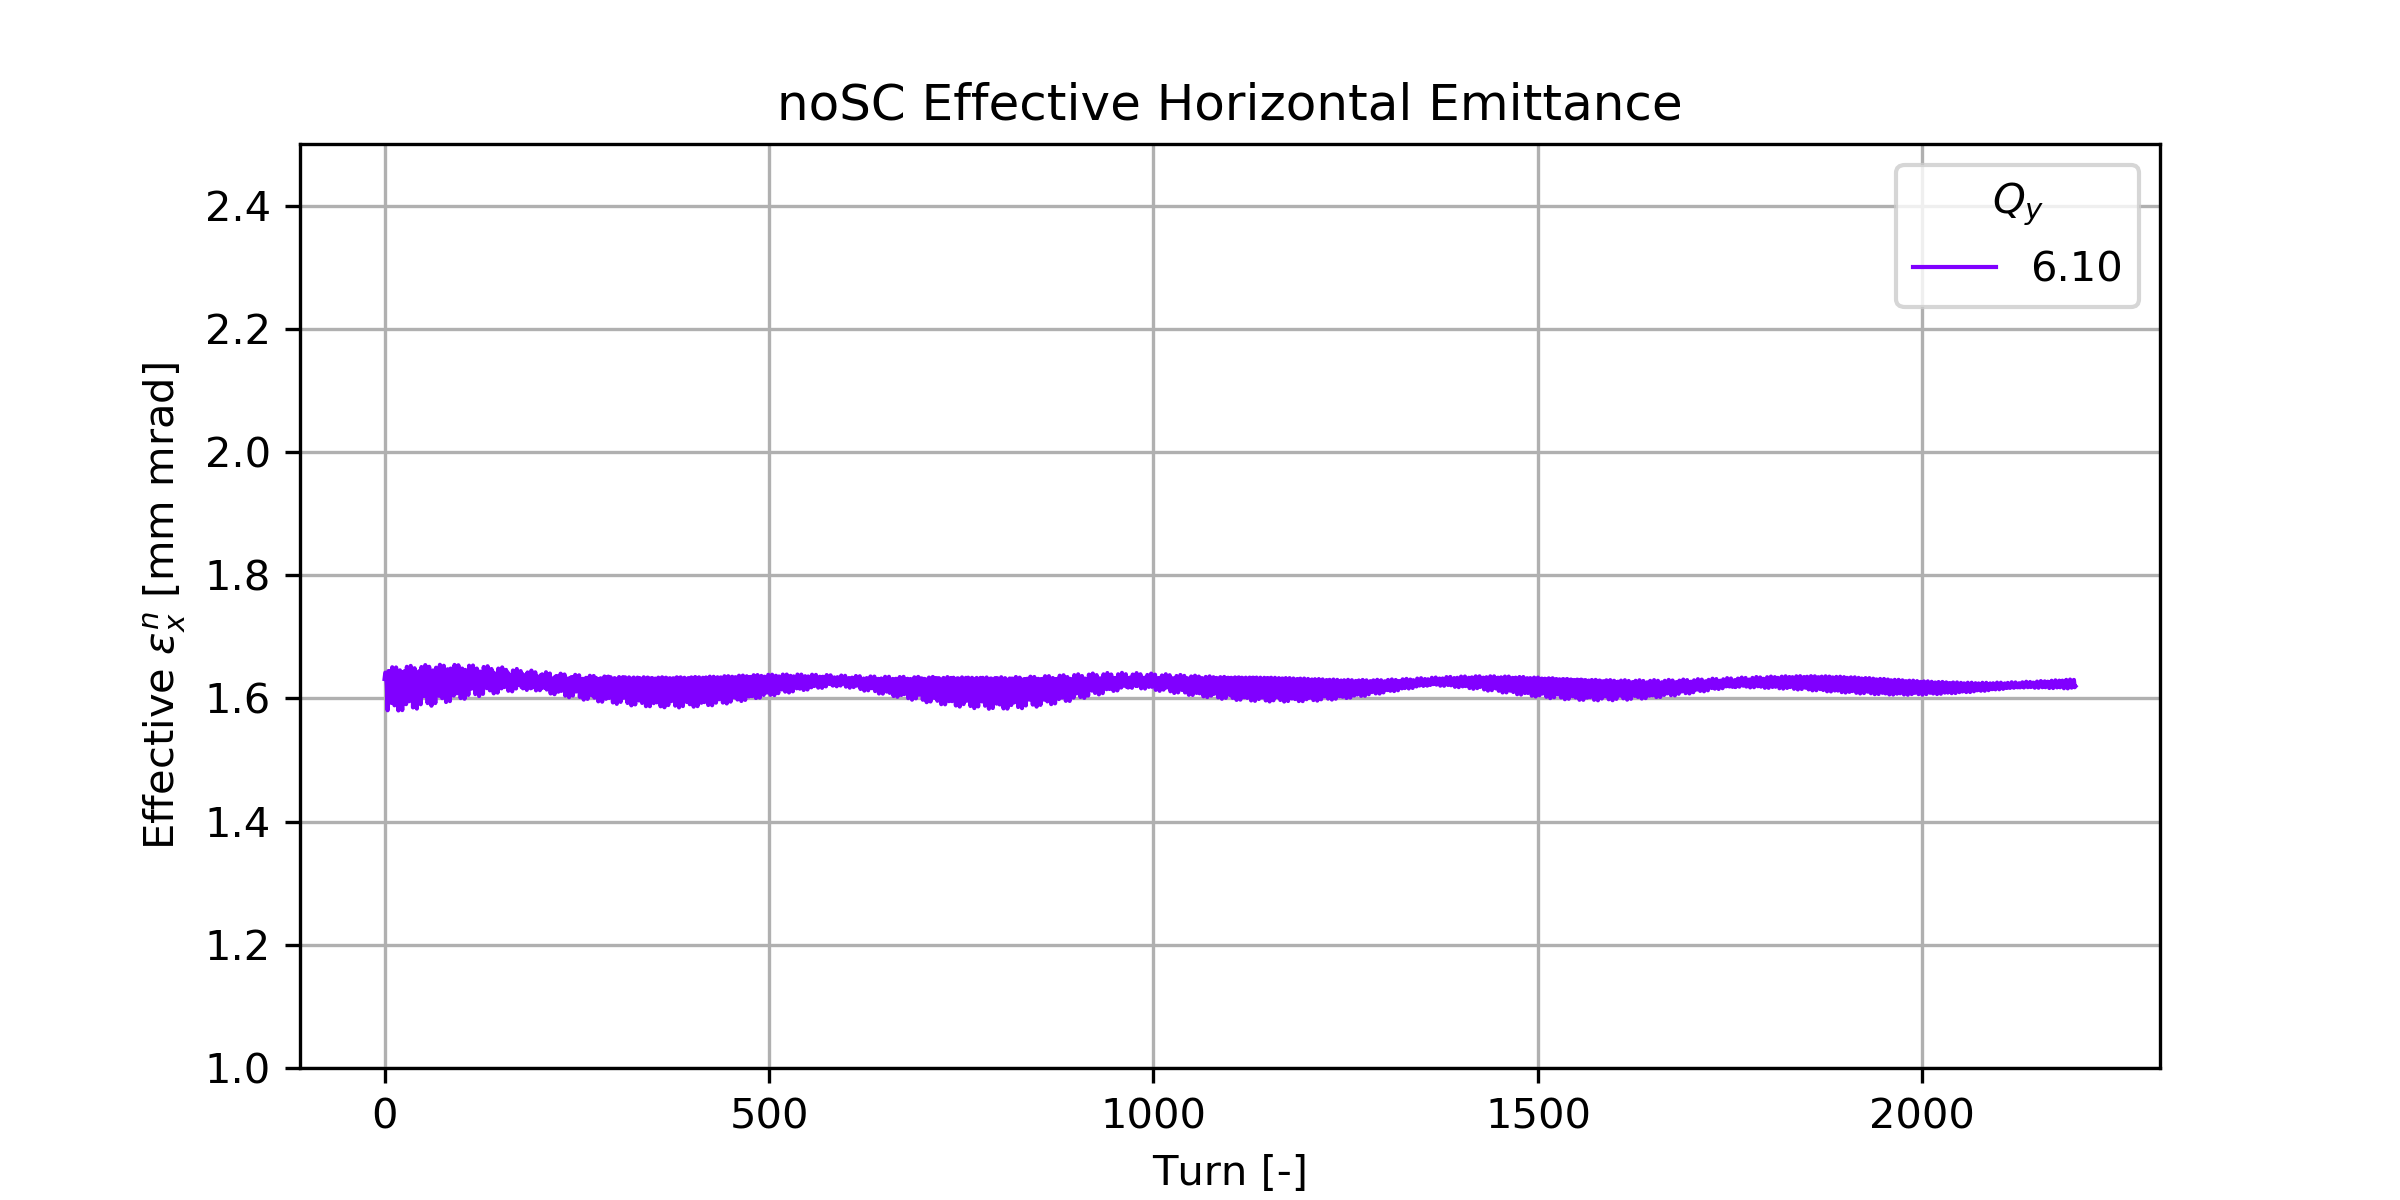 noSC Effective Horizontal Emittance
Q_y
6.10
Effective ε_x^n [mm mrad]
2.4
2.2
2.0
1.8
1.6
1.4
1.2
1.0
0 500 1000 1500 2000
Turn [-]